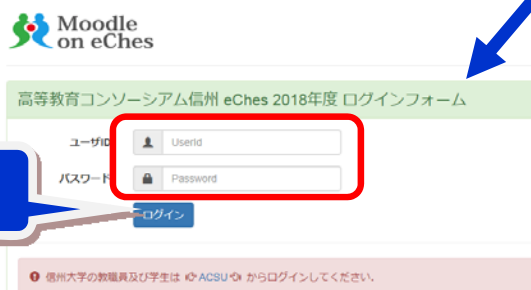 Moodle
on eChes
高等教育コンソーシアム信州 eChes 2018年度 ログインフォーム
ユーザID
UserId
パスワード
Password
ログイン
信州大学の教職員及び学生は ACSU から ログインしてください。